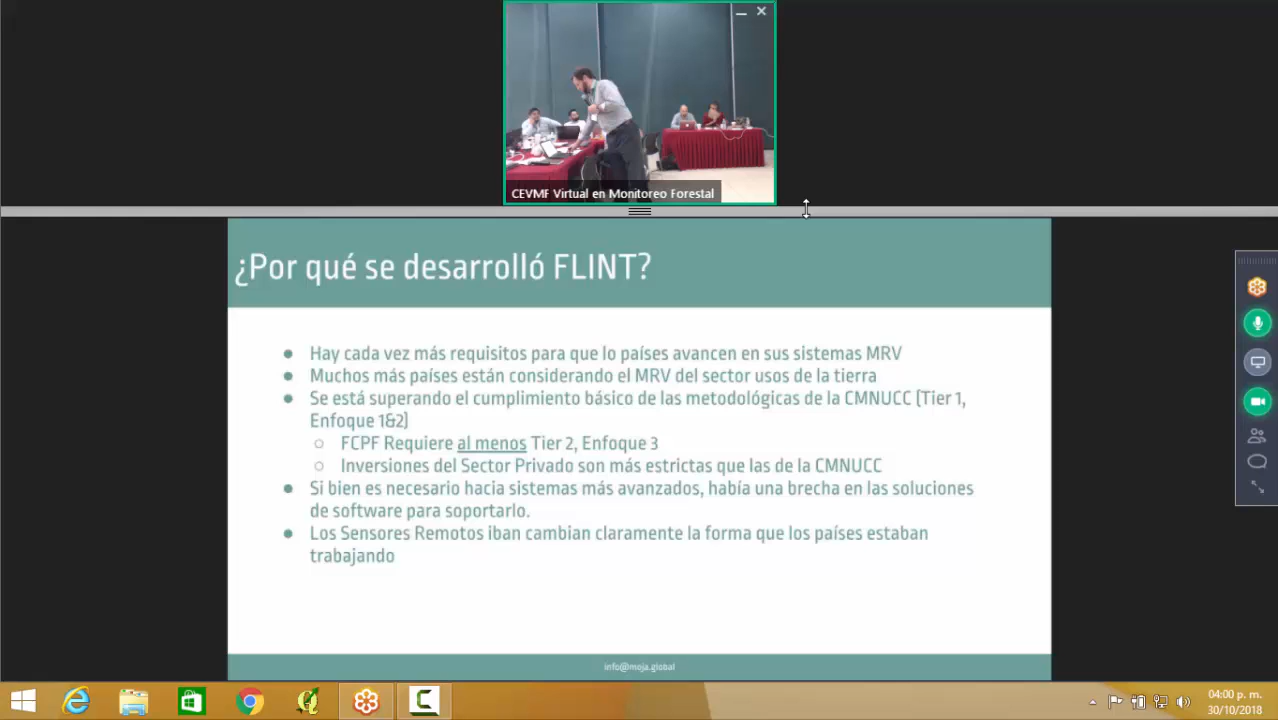 CEVMF Virtual en Monitoreo Forestal
¿Por qué se desarrolló FLINT?
● Hay cada vez más requisitos para que lo países avancen en sus sistemas MRV
● Muchos más países están considerando el MRV del sector usos de la tierra
● Se está superando el cumplimiento básico de las metodológicas de la CMNUCC (Tier 1,
Enfoque 1&2)
○ FCPF Requiere al menos Tier 2, Enfoque 3
○ Inversiones del Sector Privado son más estrictas que las de la CMNUCC
● Si bien es necesario hacia sistemas más avanzados, había una brecha en las soluciones
de software para soportarlo.
● Los Sensores Remotos iban cambian claramente la forma que los países estaban
trabajando
info@moja.global
04:00 p. m.
30/10/2018